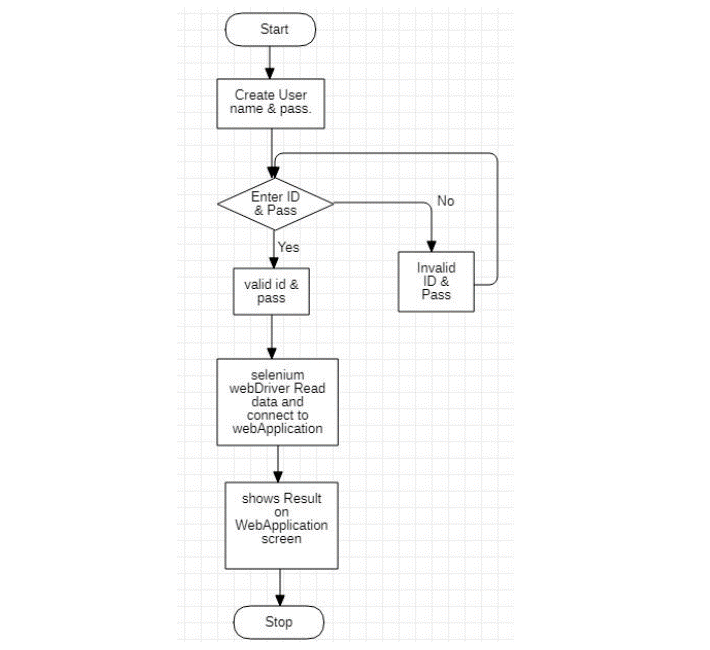 Start
Create User
name & pass.
Enter ID
& Pass
No
Yes
Invalid
ID &
Pass
valid id &
pass
selenium
webDriver Read
data and
connect to
webApplication
shows Result
on
WebApplication
screen
Stop